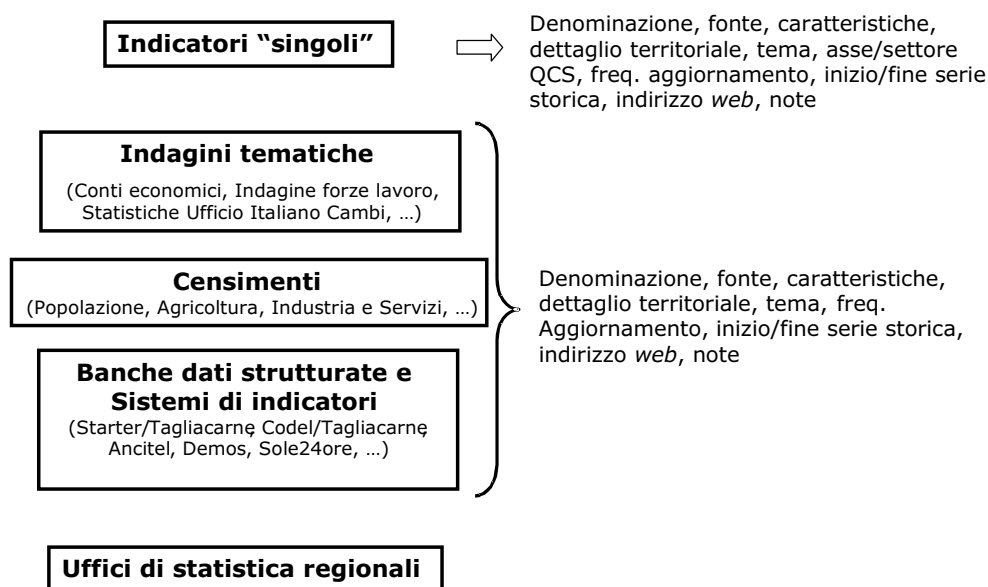 Indicatori “singoli”
Denominazione, fonte, caratteristiche,
dettaglio territoriale, tema, asse/settore
QCS, freq. aggiornamento, inizio/fine serie
storica, indirizzo web, note
Indagini tematiche
(Conti economici, Indagine forze lavoro,
Statistiche Ufficio Italiano Cambi, …)
Censimenti
(Popolazione, Agricoltura, Industria e Servizi, …)
Denominazione, fonte, caratteristiche,
dettaglio territoriale, tema, freq.
Aggiornamento, inizio/fine serie storica,
indirizzo web, note
Banche dati strutturate e
Sistemi di indicatori
(Starter/Tagliacarne, Codel/Tagliacarne,
Ancitel, Demos, Sole24ore, …)
Uffici di statistica regionali